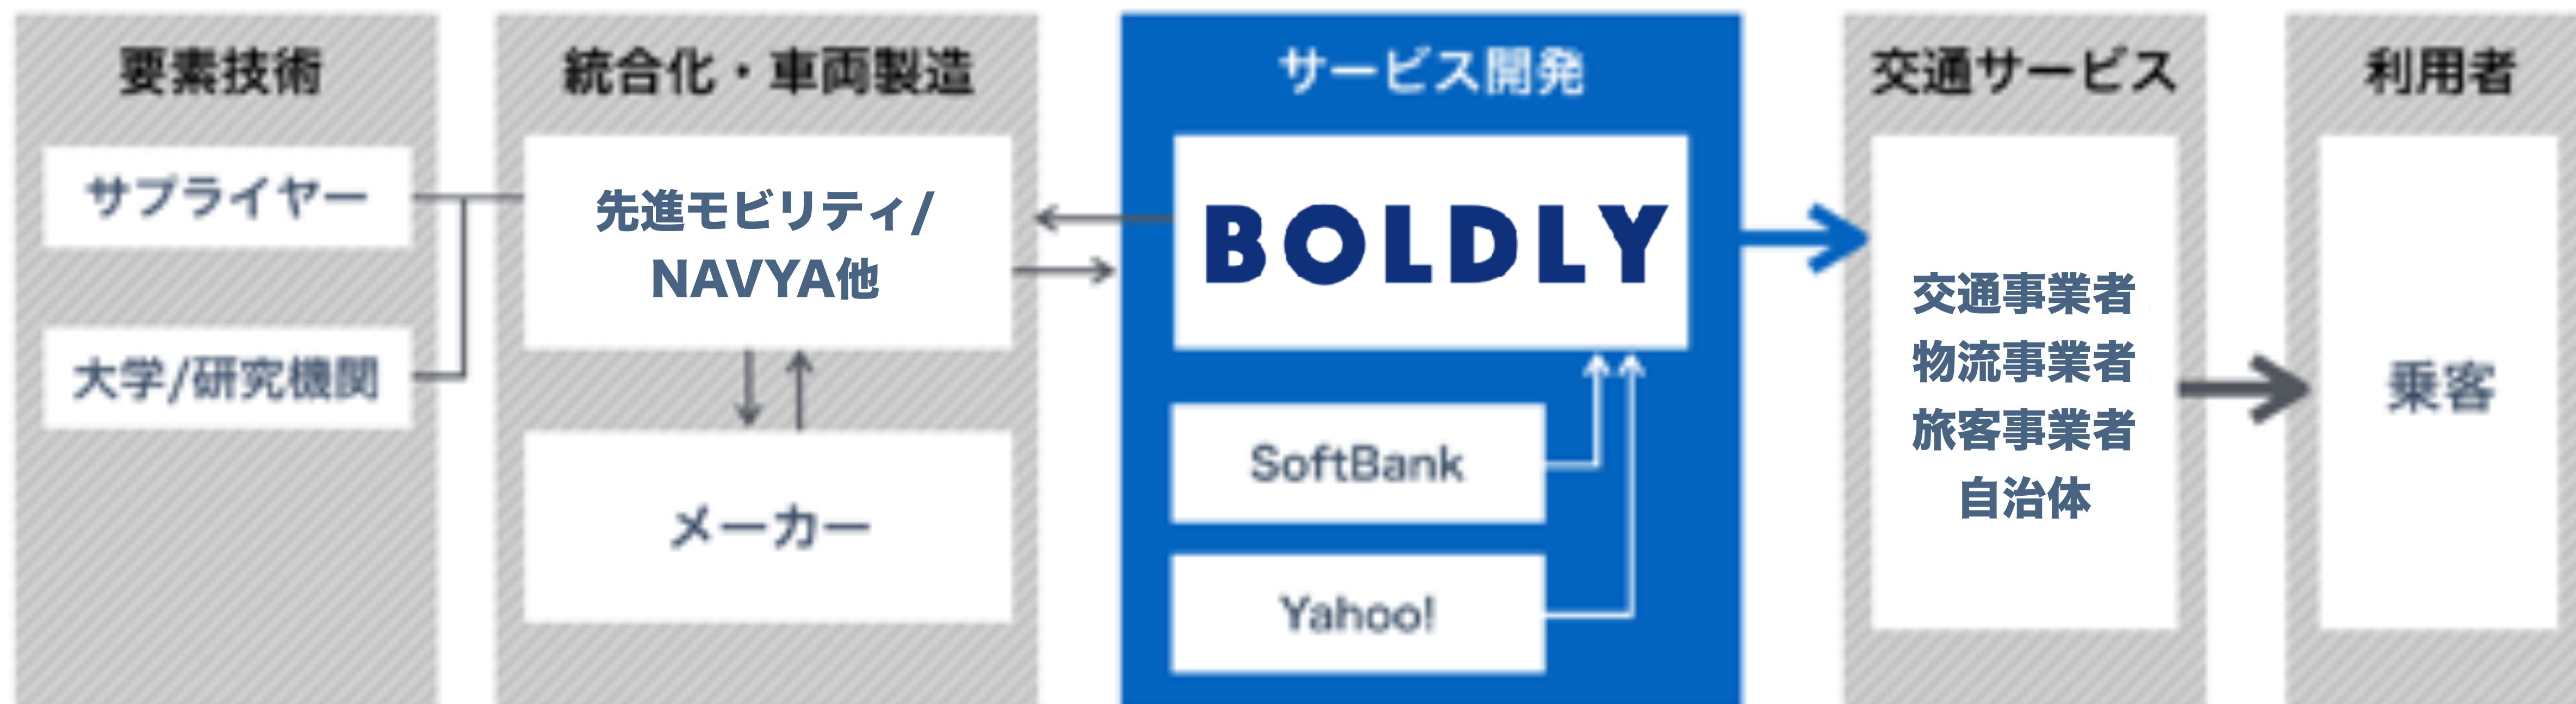 要素技術
サプライヤー
大学/研究機関
統合化・車両製造
先進モビリティ/
NAVYA他
メーカー
サービス開発
BOLDLY
SoftBank
Yahoo!
交通サービス
交通事業者
物流事業者
旅客事業者
自治体
利用者
乗客